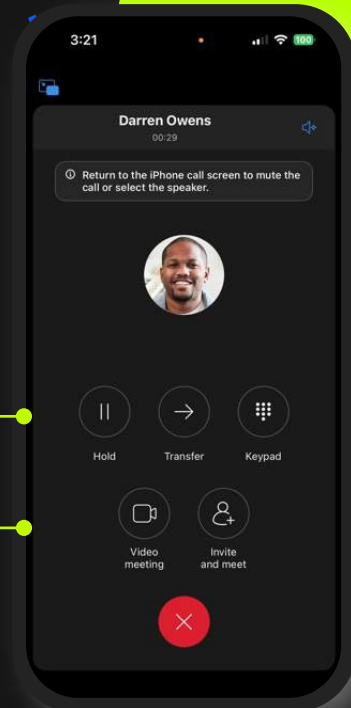 3:21
100
Darren Owens
00:29
Return to the iPhone call screen to mute the
call or select the speaker.
Hold Transfer Keypad
Video
meeting
Invite
and meet